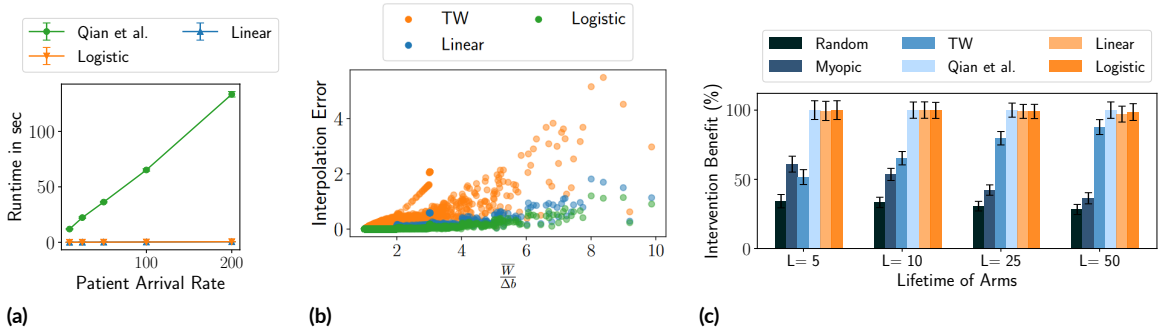 Qian et al.
Linear
Logistic
Runtime in sec
100
50
0
100
200
Patient Arrival Rate
(a)
TW
Logistic
Linear
Interpolation Error
4
2
0
2
4
6
8
10
W
Δb
(b)
Random
TW
Linear
Myopic
Qian et al.
Logistic
Intervention Benefit (%)
100
50
0
L= 5
L= 10
L= 25
L= 50
Lifetime of Arms
(c)